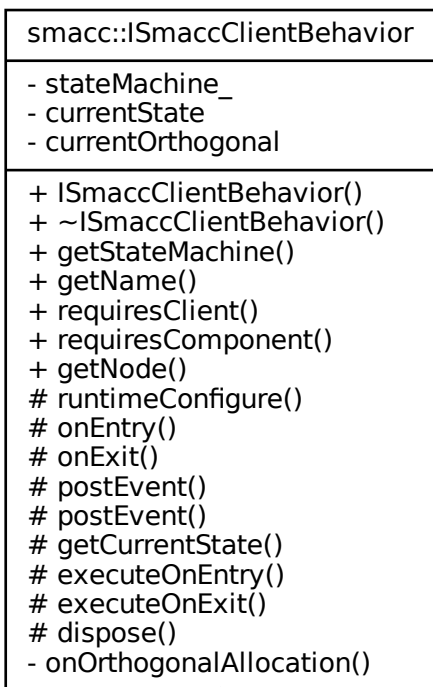 smacc::ISmaccClientBehavior
- stateMachine_
- currentState
- currentOrthogonal
+ ISmaccClientBehavior()
+ ~ISmaccClientBehavior()
+ getStateMachine()
+ getName()
+ requiresClient()
+ requiresComponent()
+ getNode()
# runtimeConfigure()
# onEntry()
# onExit()
# postEvent()
# postEvent()
# getCurrentState()
# executeOnEntry()
# executeOnExit()
# dispose()
- onOrthogonalAllocation()